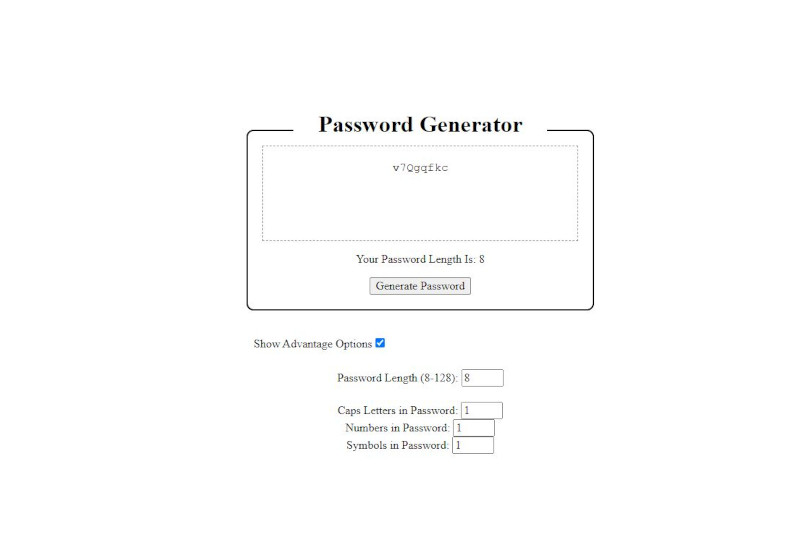 Password Generator
v7Qgqfkc
Your Password Length Is: 8
Generate Password
Show Advantage Options
Password Length (8-128): 8
Caps Letters in Password: 1
Numbers in Password: 1
Symbols in Password: 1